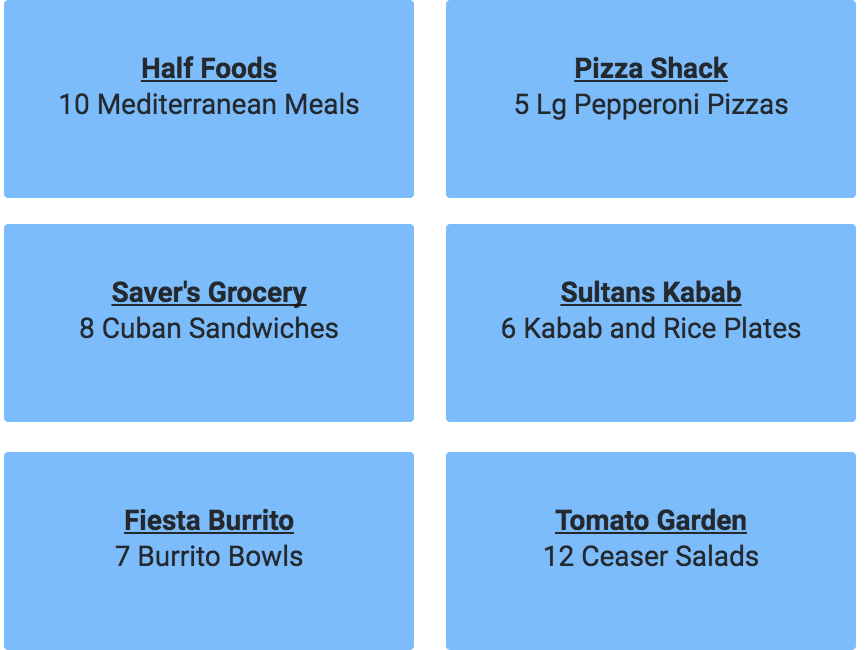 Half Foods
10 Mediterranean Meals
Pizza Shack
5 Lg Pepperoni Pizzas
Saver's Grocery
8 Cuban Sandwiches
Sultans Kabab
6 Kabab and Rice Plates
Fiesta Burrito
7 Burrito Bowls
Tomato Garden
12 Ceaser Salads